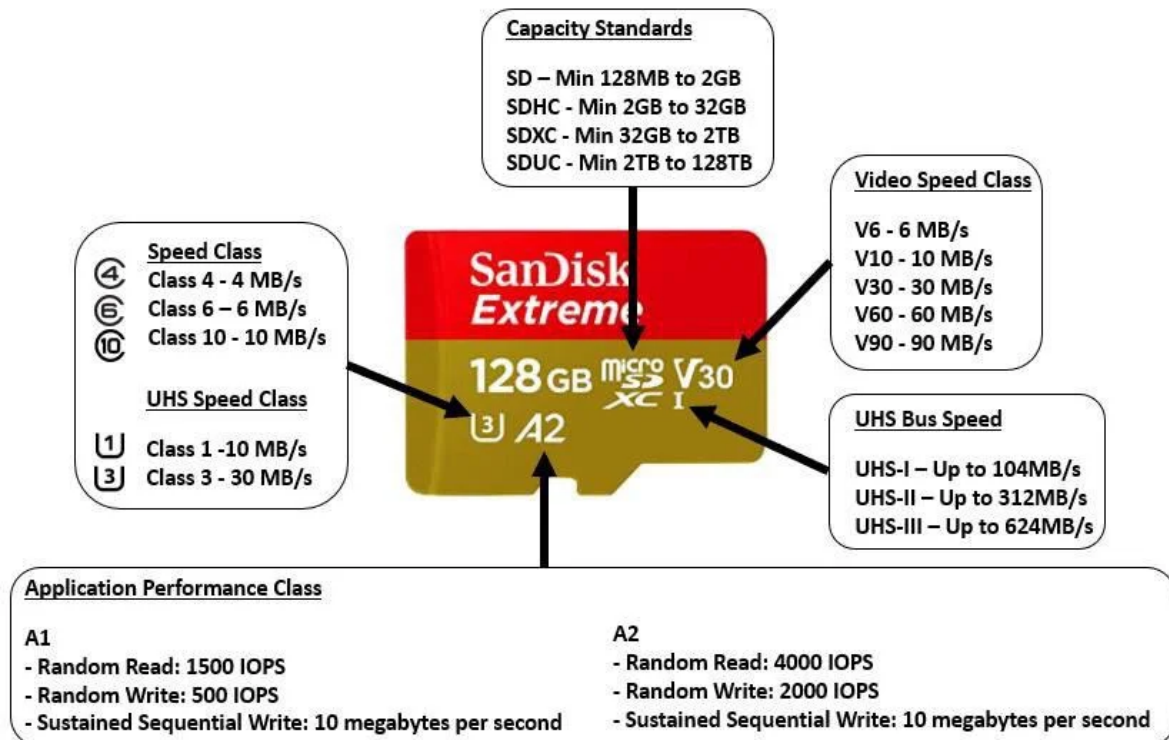 Capacity Standards
SD – Min 128MB to 2GB
SDHC - Min 2GB to 32GB
SDXC - Min 32GB to 2TB
SDUC - Min 2TB to 128TB
Video Speed Class
V6 - 6 MB/s
V10 - 10 MB/s
V30 - 30 MB/s
V60 - 60 MB/s
V90 - 90 MB/s
Speed Class
4 Class 4 - 4 MB/s
6 Class 6 – 6 MB/s
10 Class 10 - 10 MB/s
UHS Speed Class
1 Class 1 -10 MB/s
3 Class 3 - 30 MB/s
SanDisk
Extreme
128 GB micro SD XC V30
I
3 A2
UHS Bus Speed
UHS-I – Up to 104MB/s
UHS-II – Up to 312MB/s
UHS-III – Up to 624MB/s
Application Performance Class
A1
- Random Read: 1500 IOPS
- Random Write: 500 IOPS
- Sustained Sequential Write: 10 megabytes per second
A2
- Random Read: 4000 IOPS
- Random Write: 2000 IOPS
- Sustained Sequential Write: 10 megabytes per second